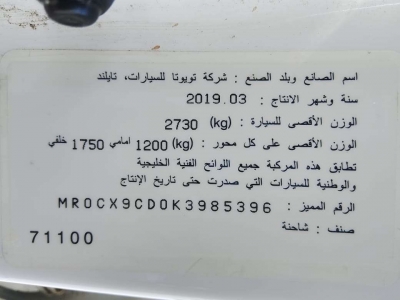 اسم الصانع وبلد الصنع : شركة تويوتا للسيارات، تايلند
سنة وشهر الانتاج : 2019.03
الوزن الأقصى للسيارة : (kg) 2730
الوزن الأقصى على كل محور : (kg) 1200 امامي 1750 خلفي
تطابق هذه المركبة جميع اللوائح الفنية الخليجية
والوطنية للسيارات التي صدرت حتى تاريخ الإنتاج
الرقم المميز : MR0CX9CD0K3985396
صنف : شاحنة
71100